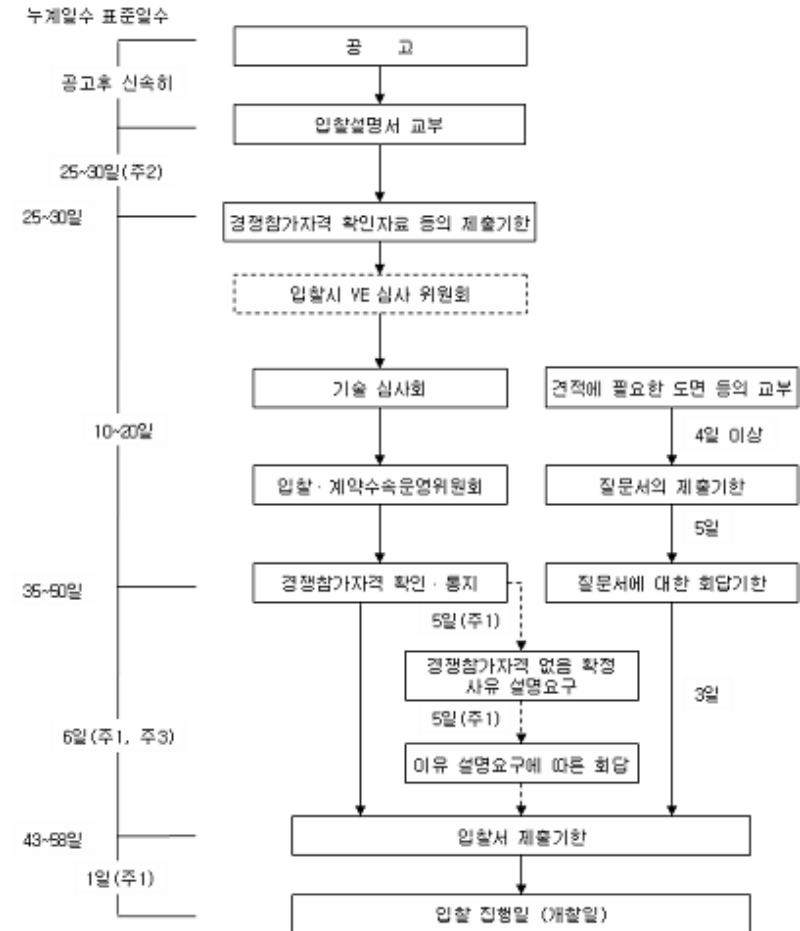 누계일수 표준일수
공 고
공고후 신속히
입찰설명서 교부
25~30일(주2)
25~30일
경쟁참가자격 확인자료 등의 제출기한
입찰시 VE 심사 위원회
기술 심사회
견적에 필요한 도면 등의 교부
10~20일
4일 이상
입찰 · 계약수속운영위원회
질문서의 제출기한
5일
35~50일
경쟁참가자격 확인 · 통지
질문서에 대한 회답기한
5일(주1)
경쟁참가자격 없음 확정
사유 설명요구
3일
5일(주1)
6일(주1, 주3)
이유 설명요구에 따른 회답
43~58일
입찰서 제출기한
1일(주1)
입찰 집행일 (개찰일)